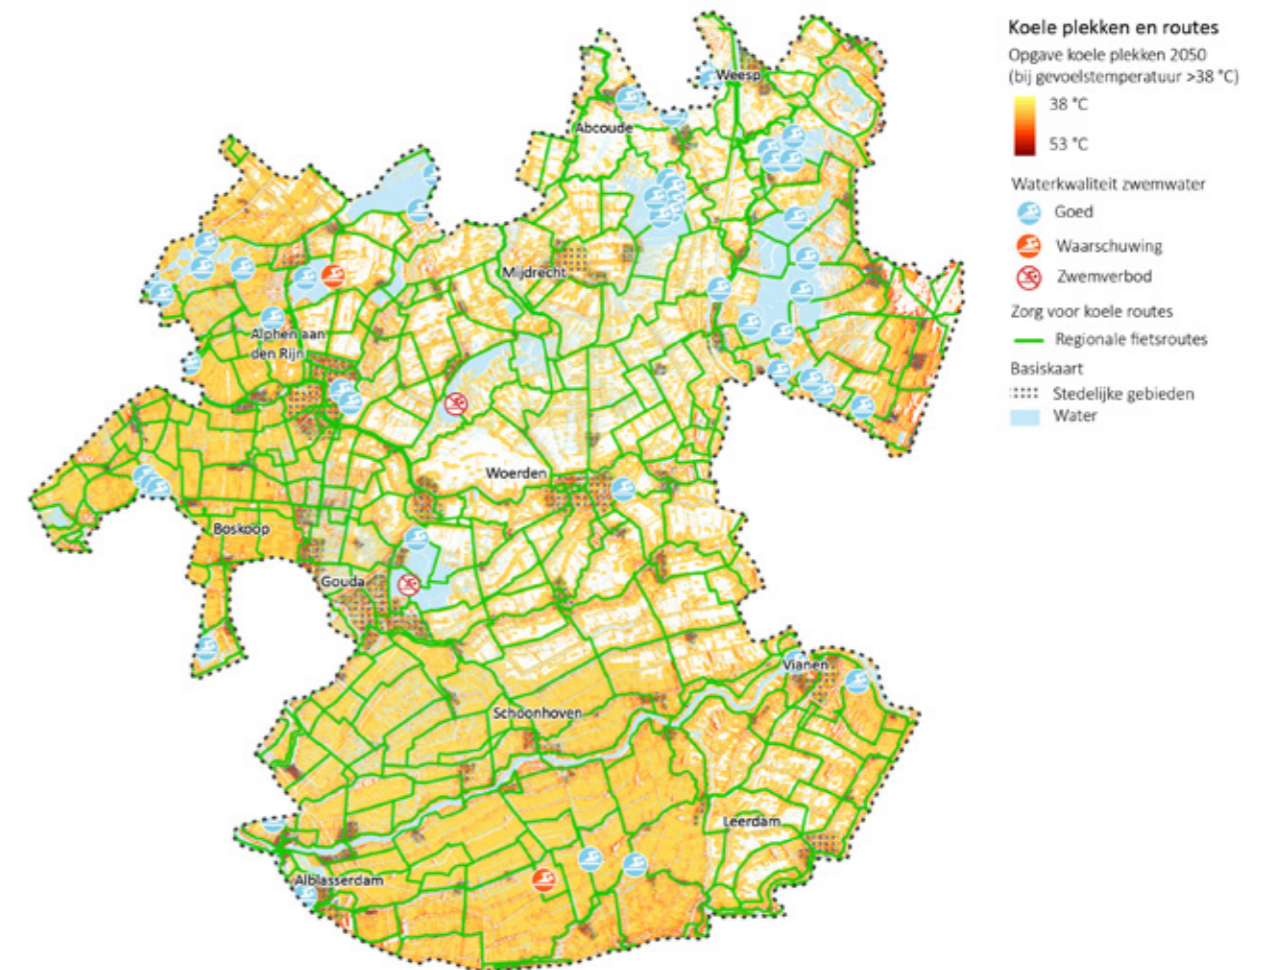 Koele plekken en routes
Opgave koele plekken 2050
(bij gevoelstemperatuur >38 °C)
38 °C
53 °C
Waterkwaliteit zwemwater
Goed
Waarschuwing
Zwemverbod
Zorg voor koele routes
Regionale fietsroutes
Basiskaart
Stedelijke gebieden
Water
Weesp
Abcoude
Mijdrecht
Alphen aan
den Rijn
Woerden
Boskoop
Gouda
Vianen
Schoonhoven
Leerdam
Alblasserdam